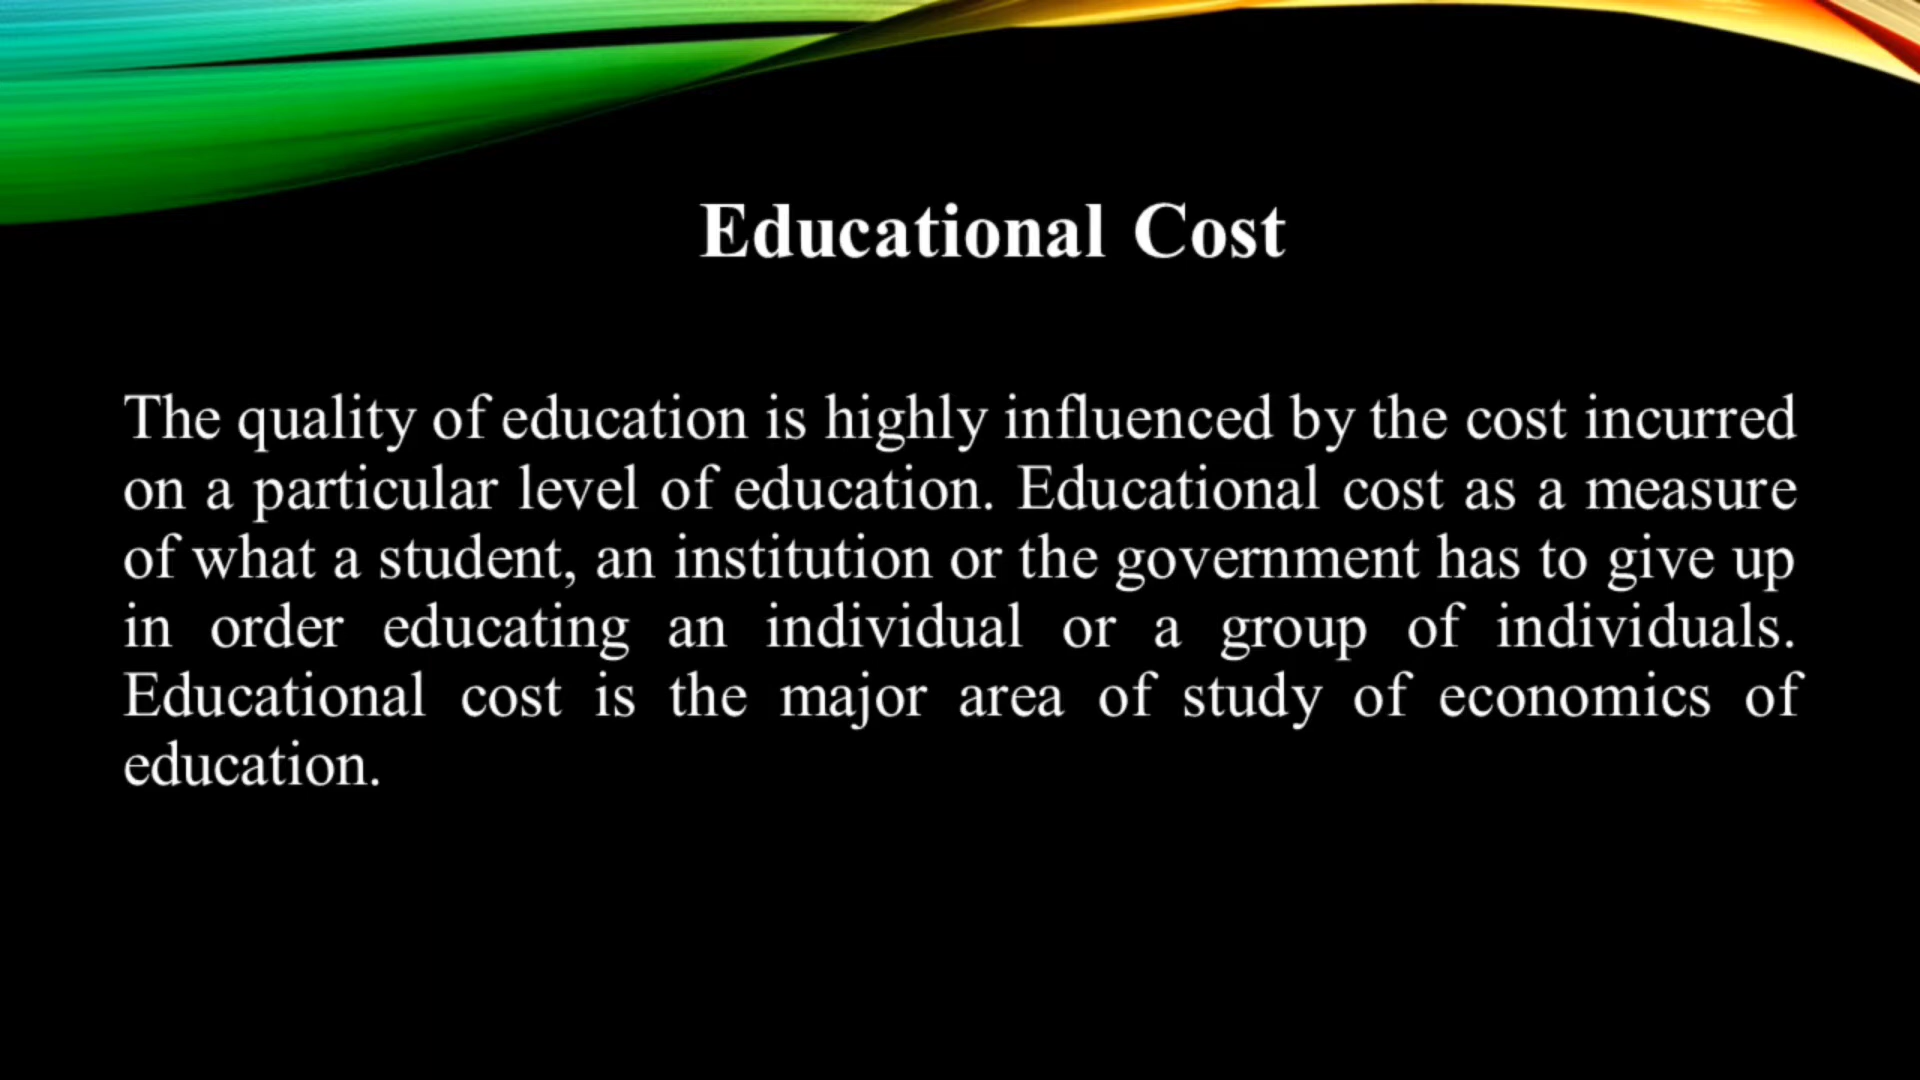 Educational Cost
The quality of education is highly influenced by the cost incurred
on a particular level of education. Educational cost as a measure
of what a student, an institution or the government has to give up
in order educating an individual or a group of individuals.
Educational cost is the major area of study of economics of
education.